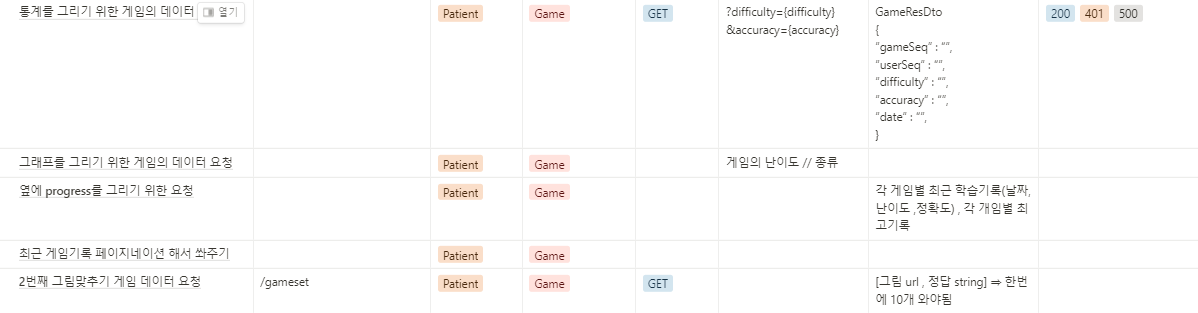 통계를 그리기 위한 게임의 데이터
열기
Patient
Game
GET
?difficulty={difficulty}
&accuracy={accuracy}
GameResDto
{
“gameSeq” : “”,
“userSeq” : “”,
“difficulty” : “”,
“accuracy” : “”,
“date” : “”,
}
200 401 500
그래프를 그리기 위한 게임의 데이터 요청
Patient
Game
게임의 난이도 // 종류
옆에 progress를 그리기 위한 요청
Patient
Game
각 게임별 최근 학습기록(날짜,
난이도 ,정확도) , 각 개임별 최
고기록
최근 게임기록 페이지네이션 해서 쏴주기
Patient
Game
2번째 그림맞추기 게임 데이터 요청
/gameset
Patient
Game
GET
[그림 url , 정답 string] ⇒ 한번
에 10개 와야됨